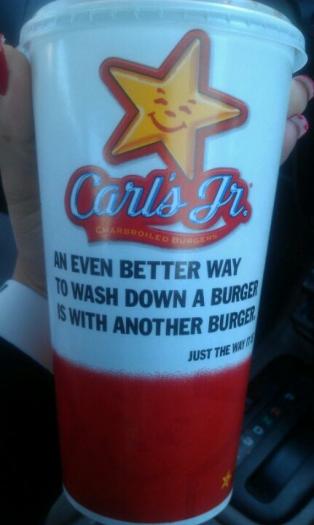 Carl's Jr.
CHARBROILED BURGERS
AN EVEN BETTER WAY
TO WASH DOWN A BURGER
IS WITH ANOTHER BURGER.
JUST THE WAY IT